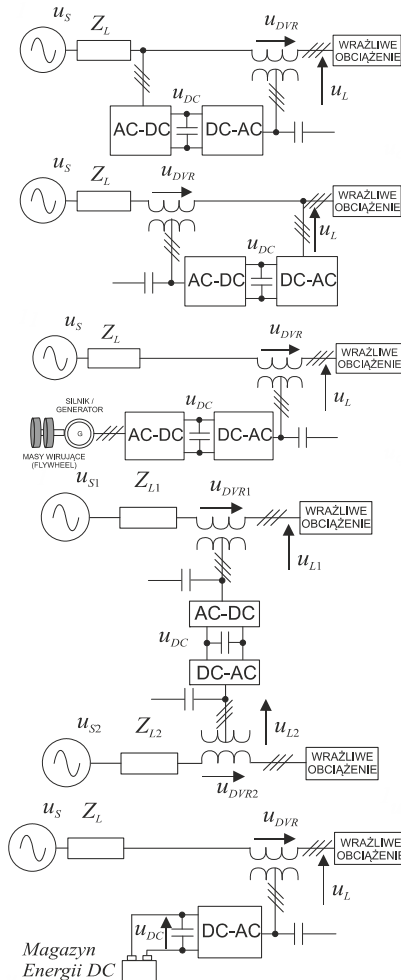 u_S Z_L u_DVR
WRAŻLIWE
OBCIĄŻENIE
u_DC u_L
AC-DC DC-AC
u_S Z_L u_DVR
WRAŻLIWE
OBCIĄŻENIE
u_DC u_L
AC-DC DC-AC
u_S Z_L u_DVR
WRAŻLIWE
OBCIĄŻENIE
SILNIK /
GENERATOR
u_DC u_L
G AC-DC DC-AC
MASY WIRUJĄCE
(FLYWHEEL)
u_S1 Z_L1 u_DVR1
WRAŻLIWE
OBCIĄŻENIE
u_L1
AC-DC
u_DC
DC-AC
u_S2 Z_L2 u_L2
WRAŻLIWE
OBCIĄŻENIE
u_DVR2
u_S Z_L u_DVR
WRAŻLIWE
OBCIĄŻENIE
u_L
u_DC DC-AC
Magazyn
Energii DC